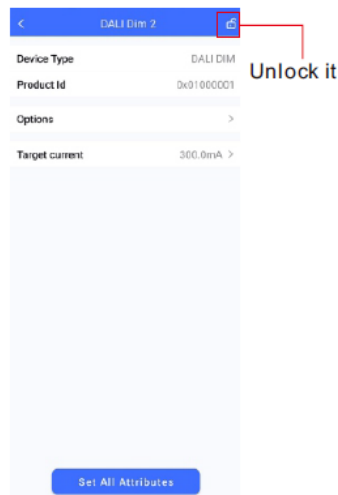 DALI Dim 2
Unlock it
Device Type DALI DIM
Product Id 0x01000001
Options
Target current 300.0mA
Set All Attributes